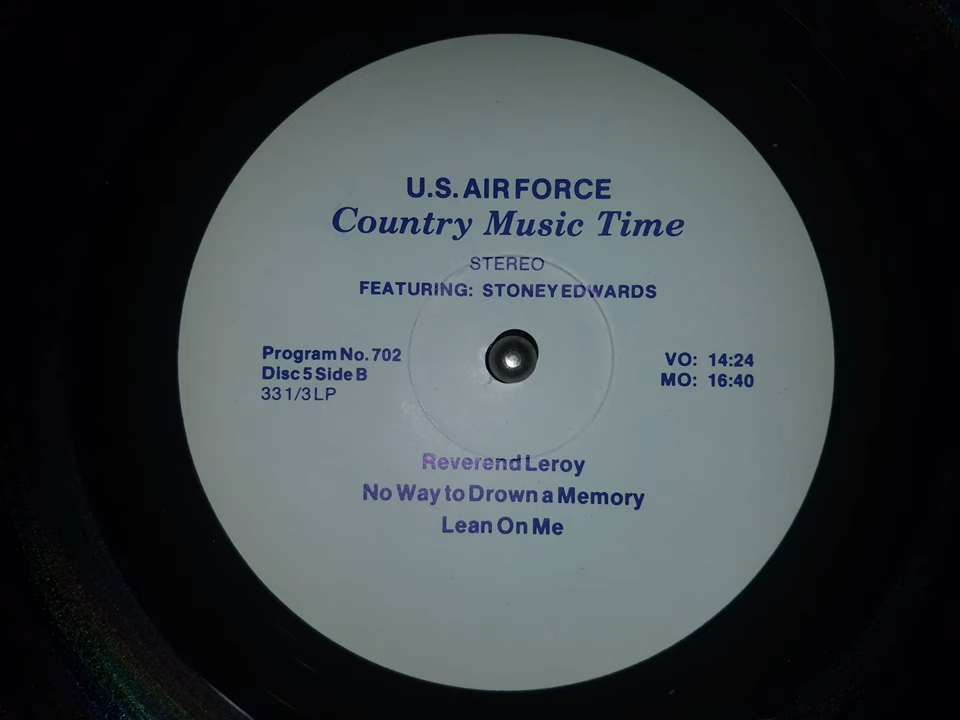 U.S. AIR FORCE
Country Music Time
STEREO
FEATURING: STONEY EDWARDS
Program No. 702
Disc 5 Side B
33 1/3 LP
VO: 14:24
MO: 16:40
Reverend Leroy
No Way to Drown a Memory
Lean On Me